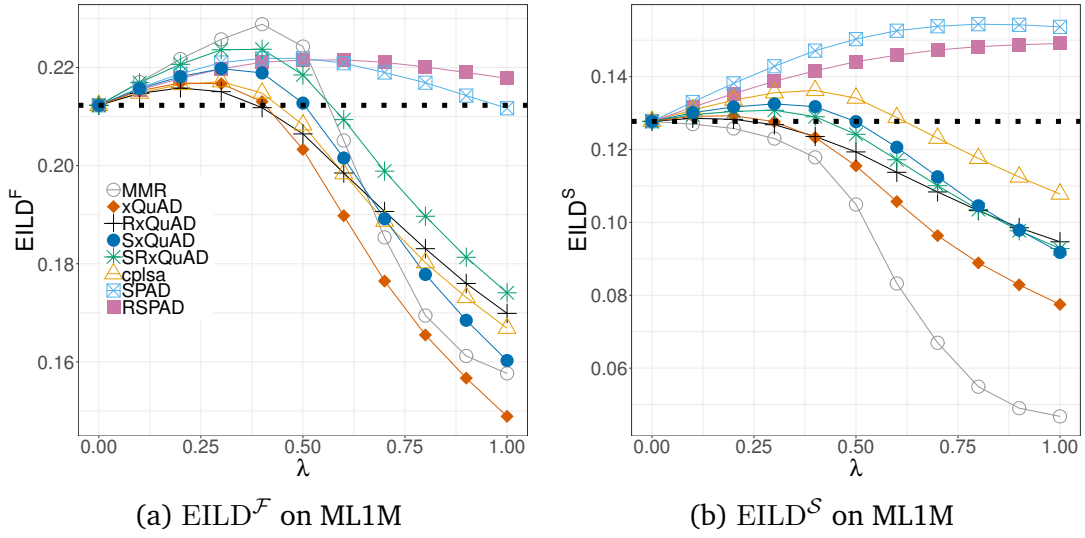 EILD^F
0.22
0.20
0.18
0.16
MMR
xQuAD
RxQuAD
SxQuAD
SRxQuAD
cplsa
SPAD
RSPAD
0.00 0.25 0.50 0.75 1.00
λ
(a) EILD^ℱ on ML1M
EILD^S
0.14
0.12
0.10
0.08
0.06
0.00 0.25 0.50 0.75 1.00
λ
(b) EILD^𝒮 on ML1M